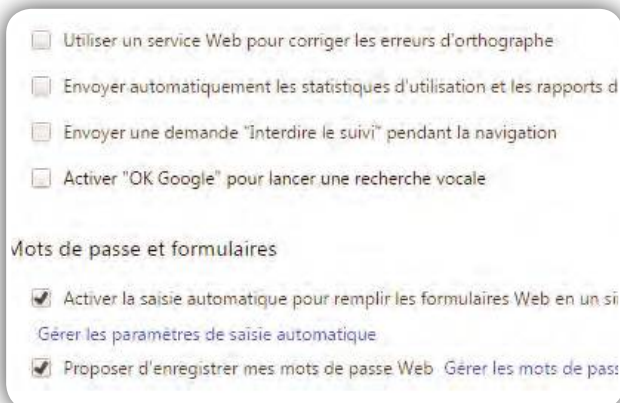 Utiliser un service Web pour corriger les erreurs d'orthographe
Envoyer automatiquement les statistiques d'utilisation et les rapports d
Envoyer une demande "Interdire le suivi" pendant la navigation
Activer "OK Google" pour lancer une recherche vocale
Mots de passe et formulaires
Activer la saisie automatique pour remplir les formulaires Web en un si
Gérer les paramètres de saisie automatique
Proposer d'enregistrer mes mots de passe Web Gérer les mots de pass